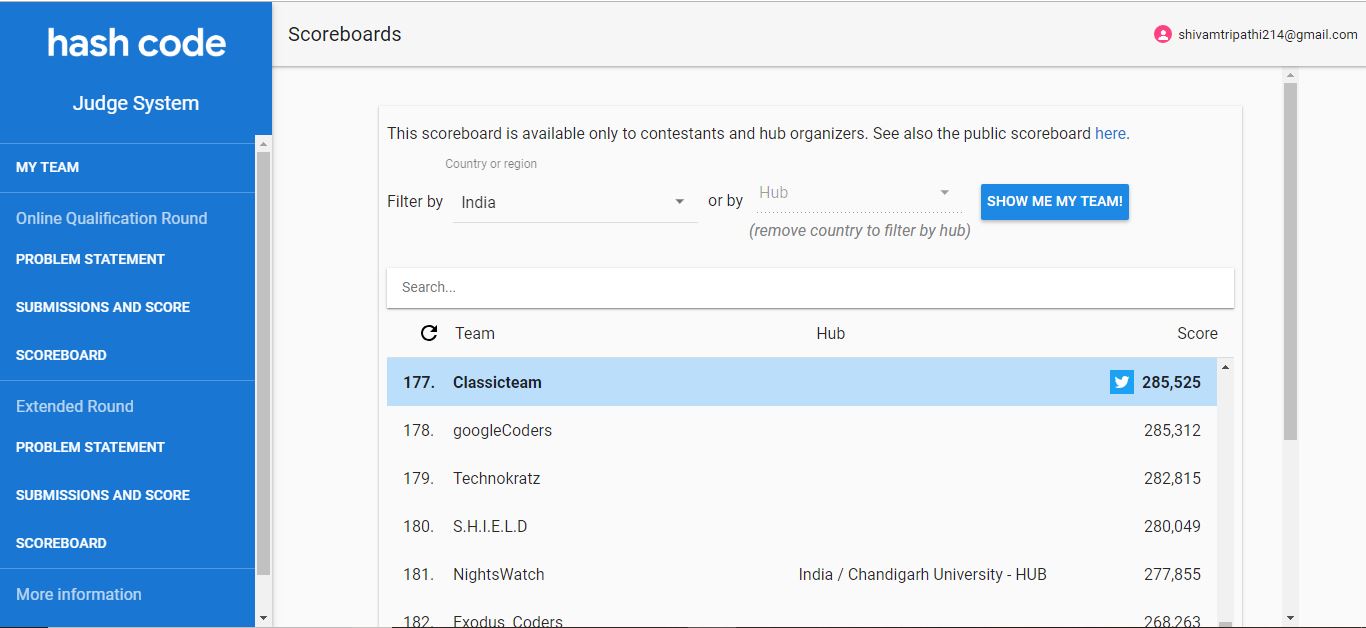 hash code
Judge System
MY TEAM
Online Qualification Round
PROBLEM STATEMENT
SUBMISSIONS AND SCORE
SCOREBOARD
Extended Round
PROBLEM STATEMENT
SUBMISSIONS AND SCORE
SCOREBOARD
More information
Scoreboards
shivamtripathi214@gmail.com
This scoreboard is available only to contestants and hub organizers. See also the public scoreboard here.
Country or region
Filter by India or by Hub SHOW ME MY TEAM!
(remove country to filter by hub)
Search...
Team Hub Score
177. Classicteam 285,525
178. googleCoders 285,312
179. Technokratz 282,815
180. S.H.I.E.L.D 280,049
181. NightsWatch India / Chandigarh University - HUB 277,855
182. Exodus_Coders 268,263